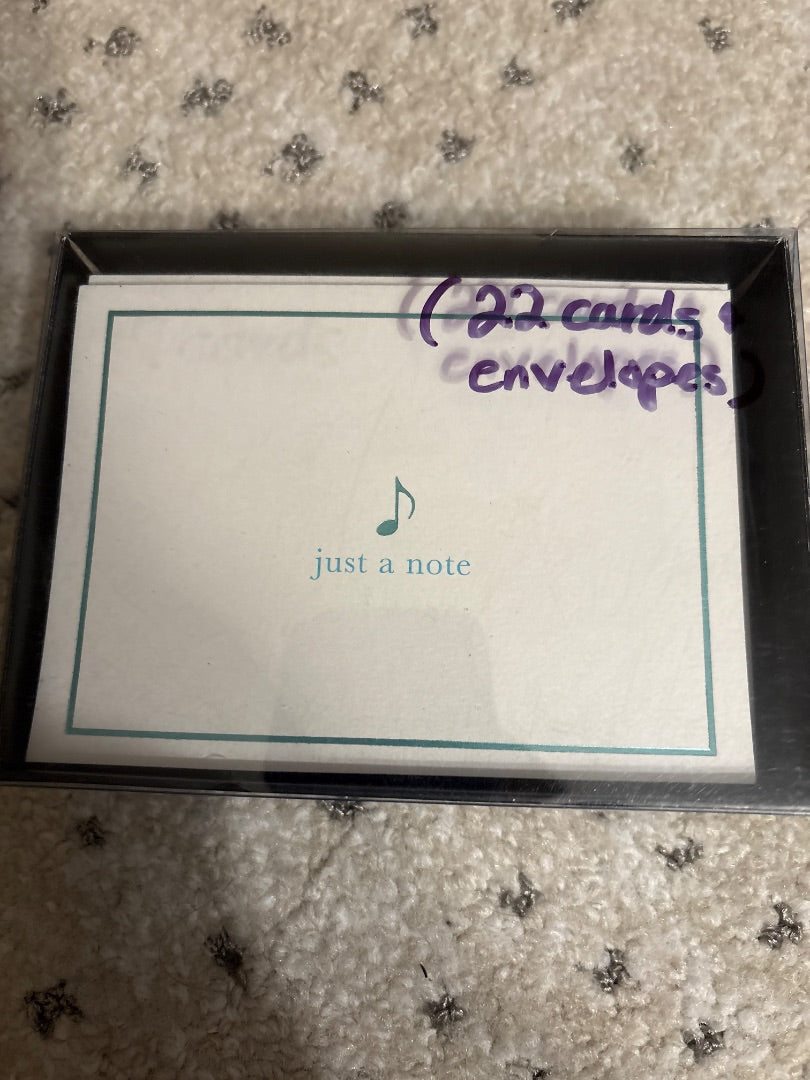 (22 cards &
envelopes)
just a note